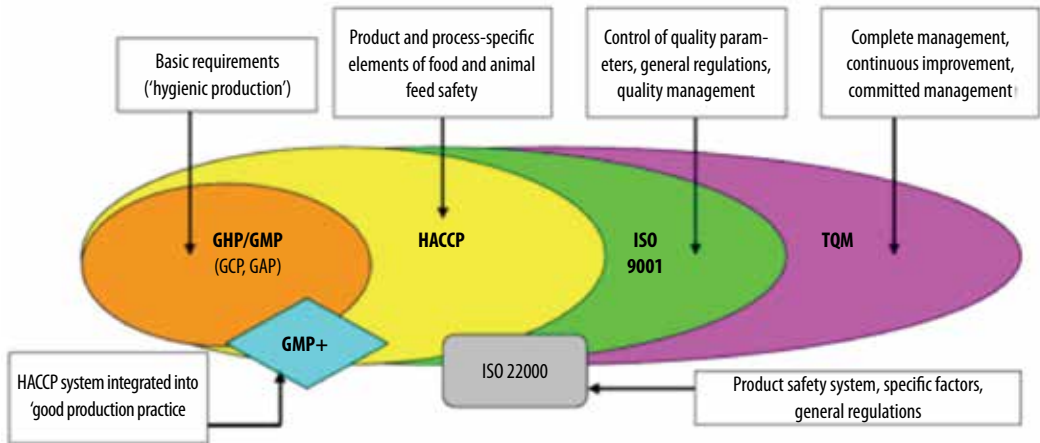 Basic requirements
('hygienic production')
Product and process-specific
elements of food and animal
feed safety
Control of quality param-
eters, general regulations,
quality management
Complete management,
continuous improvement,
committed management
GHP/GMP
(GCP, GAP)
HACCP
ISO
9001
TQM
GMP+
ISO 22000
HACCP system integrated into
'good production practice
Product safety system, specific factors,
general regulations